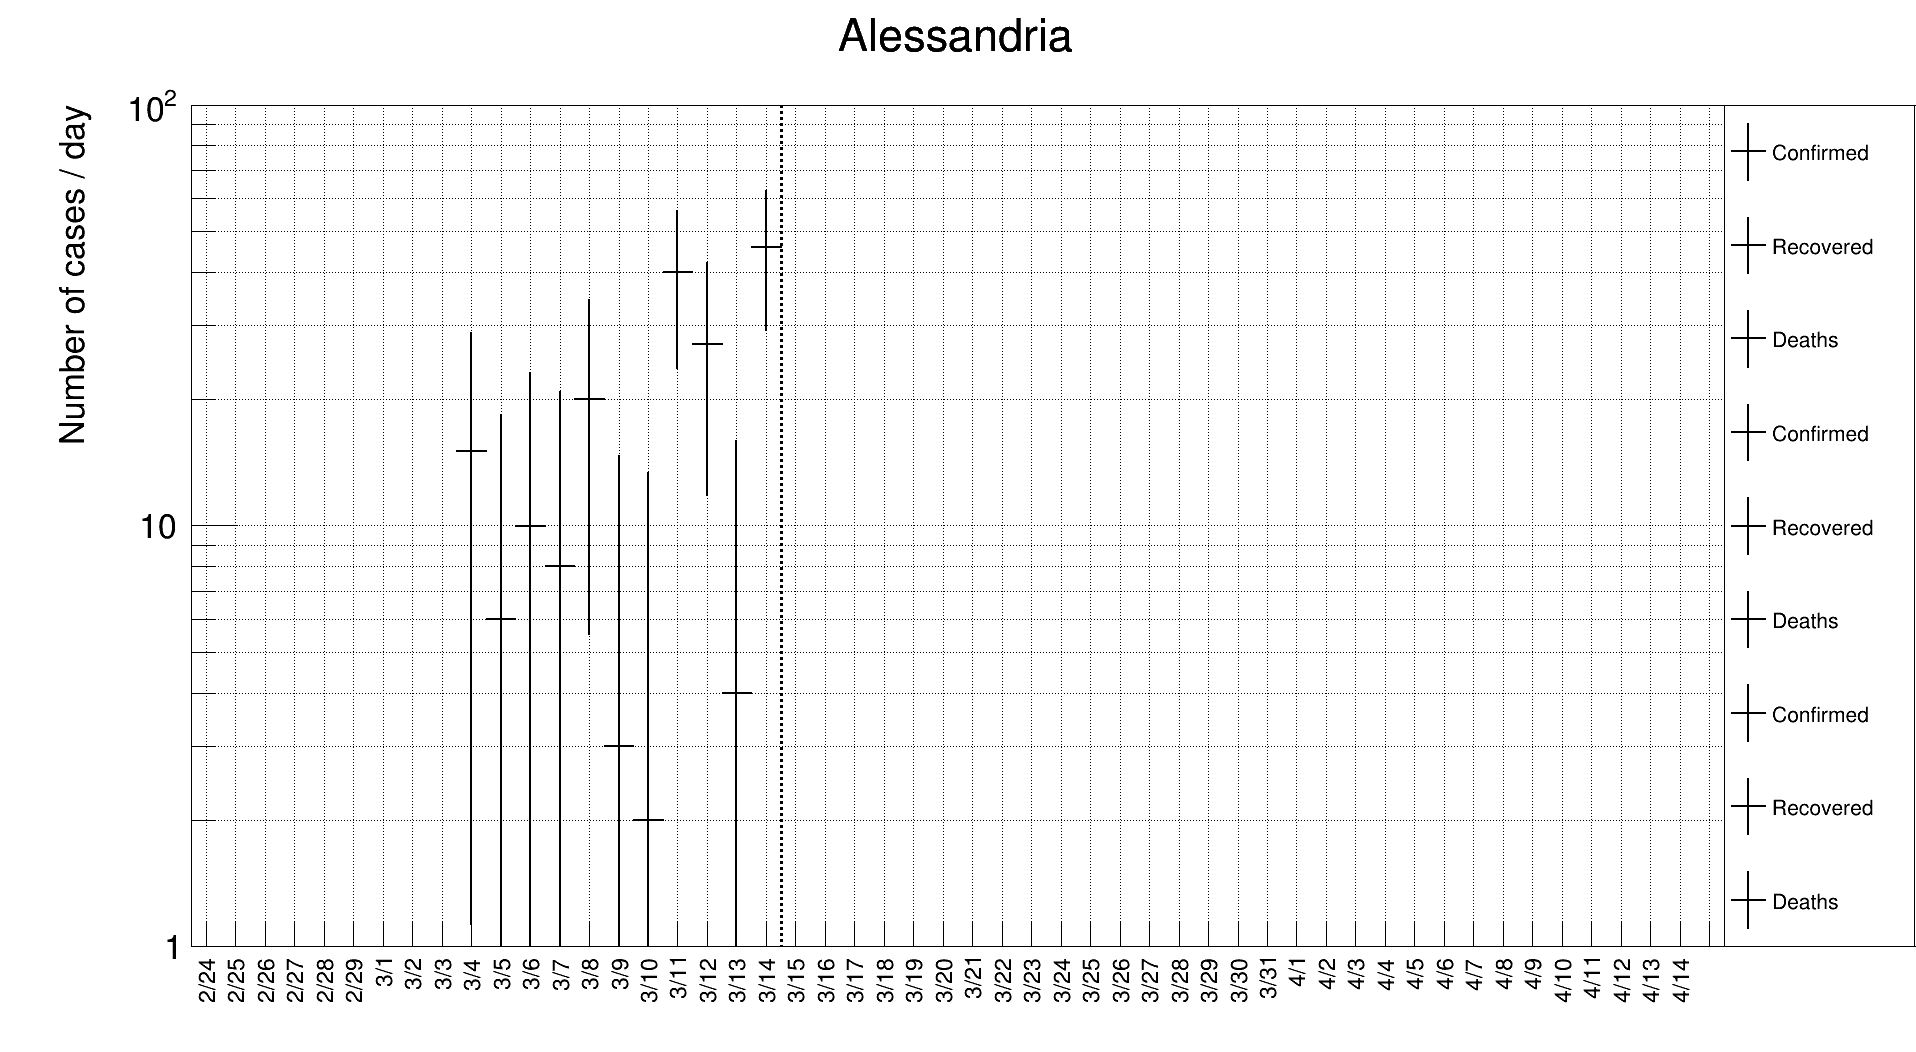 Alessandria
Number of cases / day
10²
10
1
2/24 2/25 2/26 2/27 2/28 2/29 3/1 3/2 3/3 3/4 3/5 3/6 3/7 3/8 3/9 3/10 3/11 3/12 3/13 3/14 3/15 3/16 3/17 3/18 3/19 3/20 3/21 3/22 3/23 3/24 3/25 3/26 3/27 3/28 3/29 3/30 3/31 4/1 4/2 4/3 4/4 4/5 4/6 4/7 4/8 4/9 4/10 4/11 4/12 4/13 4/14
Confirmed
Recovered
Deaths
Confirmed
Recovered
Deaths
Confirmed
Recovered
Deaths